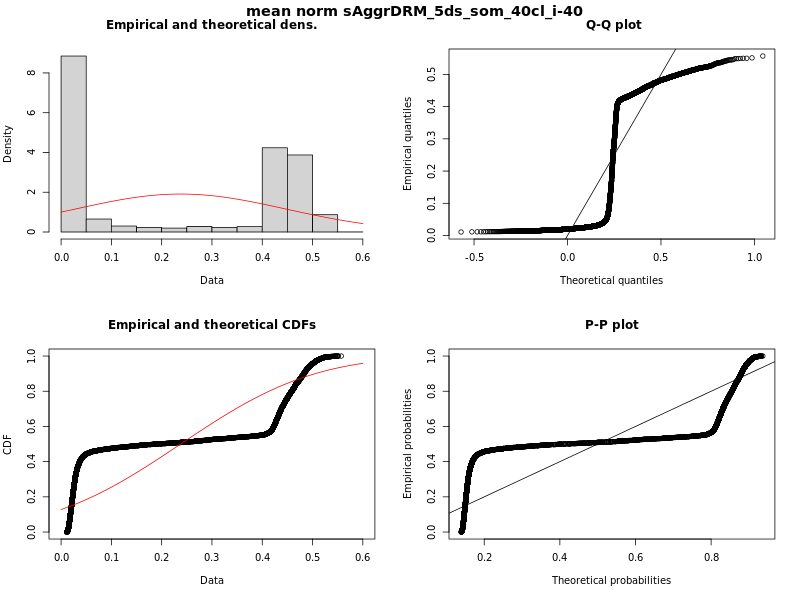 mean norm sAggrDRM_5ds_som_40cl_i-40
Empirical and theoretical dens.
Density
0 2 4 6 8
0.0 0.1 0.2 0.3 0.4 0.5 0.6
Data
Q-Q plot
Empirical quantiles
0.0 0.1 0.2 0.3 0.4 0.5
-0.5 0.0 0.5 1.0
Theoretical quantiles
Empirical and theoretical CDFs
CDF
0.0 0.2 0.4 0.6 0.8 1.0
0.0 0.1 0.2 0.3 0.4 0.5 0.6
Data
P-P plot
Empirical probabilities
0.0 0.2 0.4 0.6 0.8 1.0
0.2 0.4 0.6 0.8
Theoretical probabilities